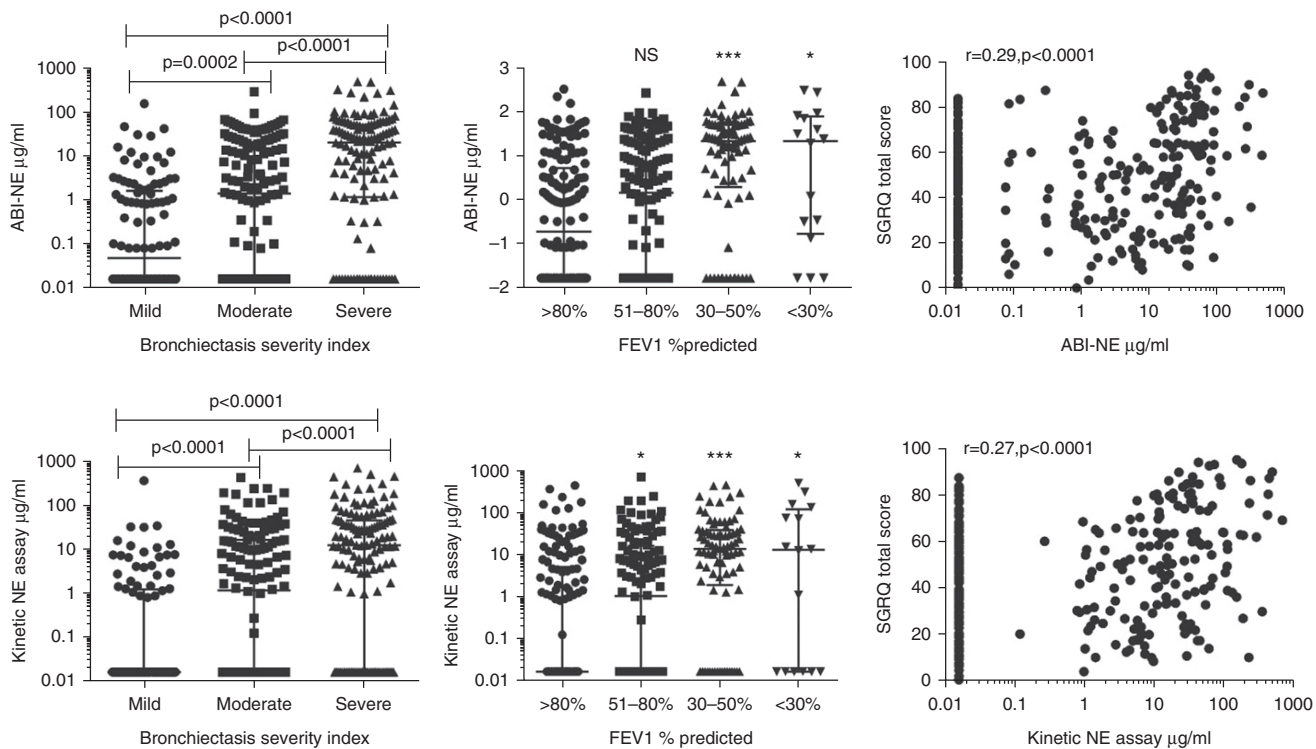 p<0.0001
p<0.0001
p=0.0002
1000
100
10
1
0.1
0.01
ABI-NE μg/ml
Mild Moderate Severe
Bronchiectasis severity index
NS *** *
3
2
1
0
−1
−2
ABI-NE μg/ml
>80% 51–80% 30–50% <30%
FEV1 %predicted
r=0.29,p<0.0001
100
80
60
40
20
0
SGRQ total score
0.01 0.1 1 10 100 1000
ABI-NE μg/ml
p<0.0001
p<0.0001
p<0.0001
1000
100
10
1
0.1
0.01
Kinetic NE assay μg/ml
Mild Moderate Severe
Bronchiectasis severity index
* *** *
1000
100
10
1
0.1
0.01
Kinetic NE assay μg/ml
>80% 51–80% 30–50% <30%
FEV1 %predicted
r=0.27,p<0.0001
100
80
60
40
20
0
SGRQ total score
0.01 0.1 1 10 100 1000
Kinetic NE assay μg/ml